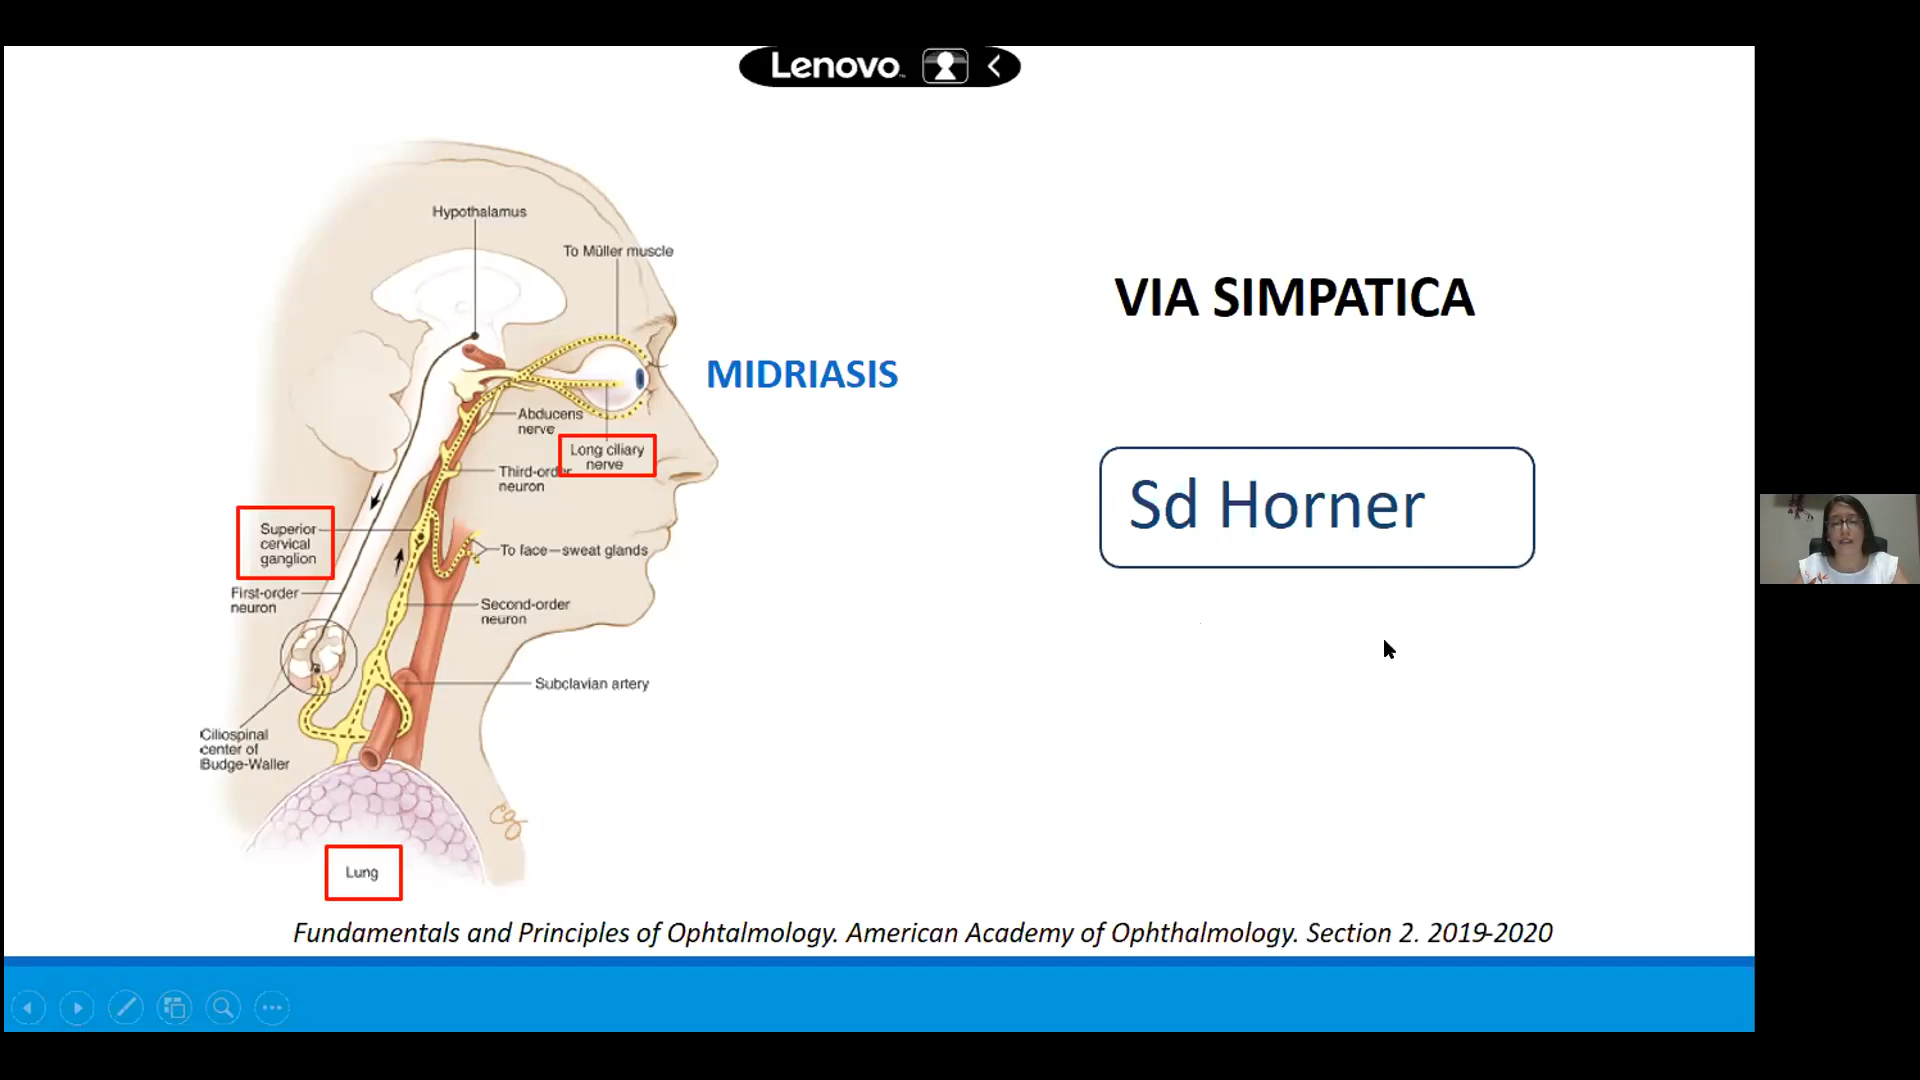 Lenovo
Hypothalamus
To Müller muscle
VIA SIMPATICA
MIDRIASIS
Abducens
nerve
Long ciliary
nerve
Third-order
neuron
Sd Horner
Superior
cervical
ganglion
To face—sweat glands
First-order
neuron
Second-order
neuron
Subclavian artery
Ciliospinal
center of
Budge-Waller
Lung
Fundamentals and Principles of Ophtalmology. American Academy of Ophthalmology. Section 2. 2019-2020